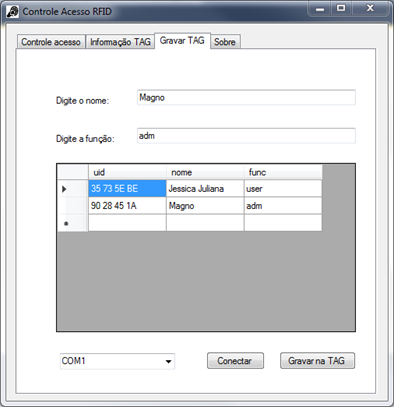 Controle Acesso RFID
Controle acesso Informação TAG Gravar TAG Sobre
Digite o nome: Magno
Digite a função: adm
uid nome func
35 73 5E BE Jessica Juliana user
90 28 45 1A Magno adm
COM1 Conectar Gravar na TAG